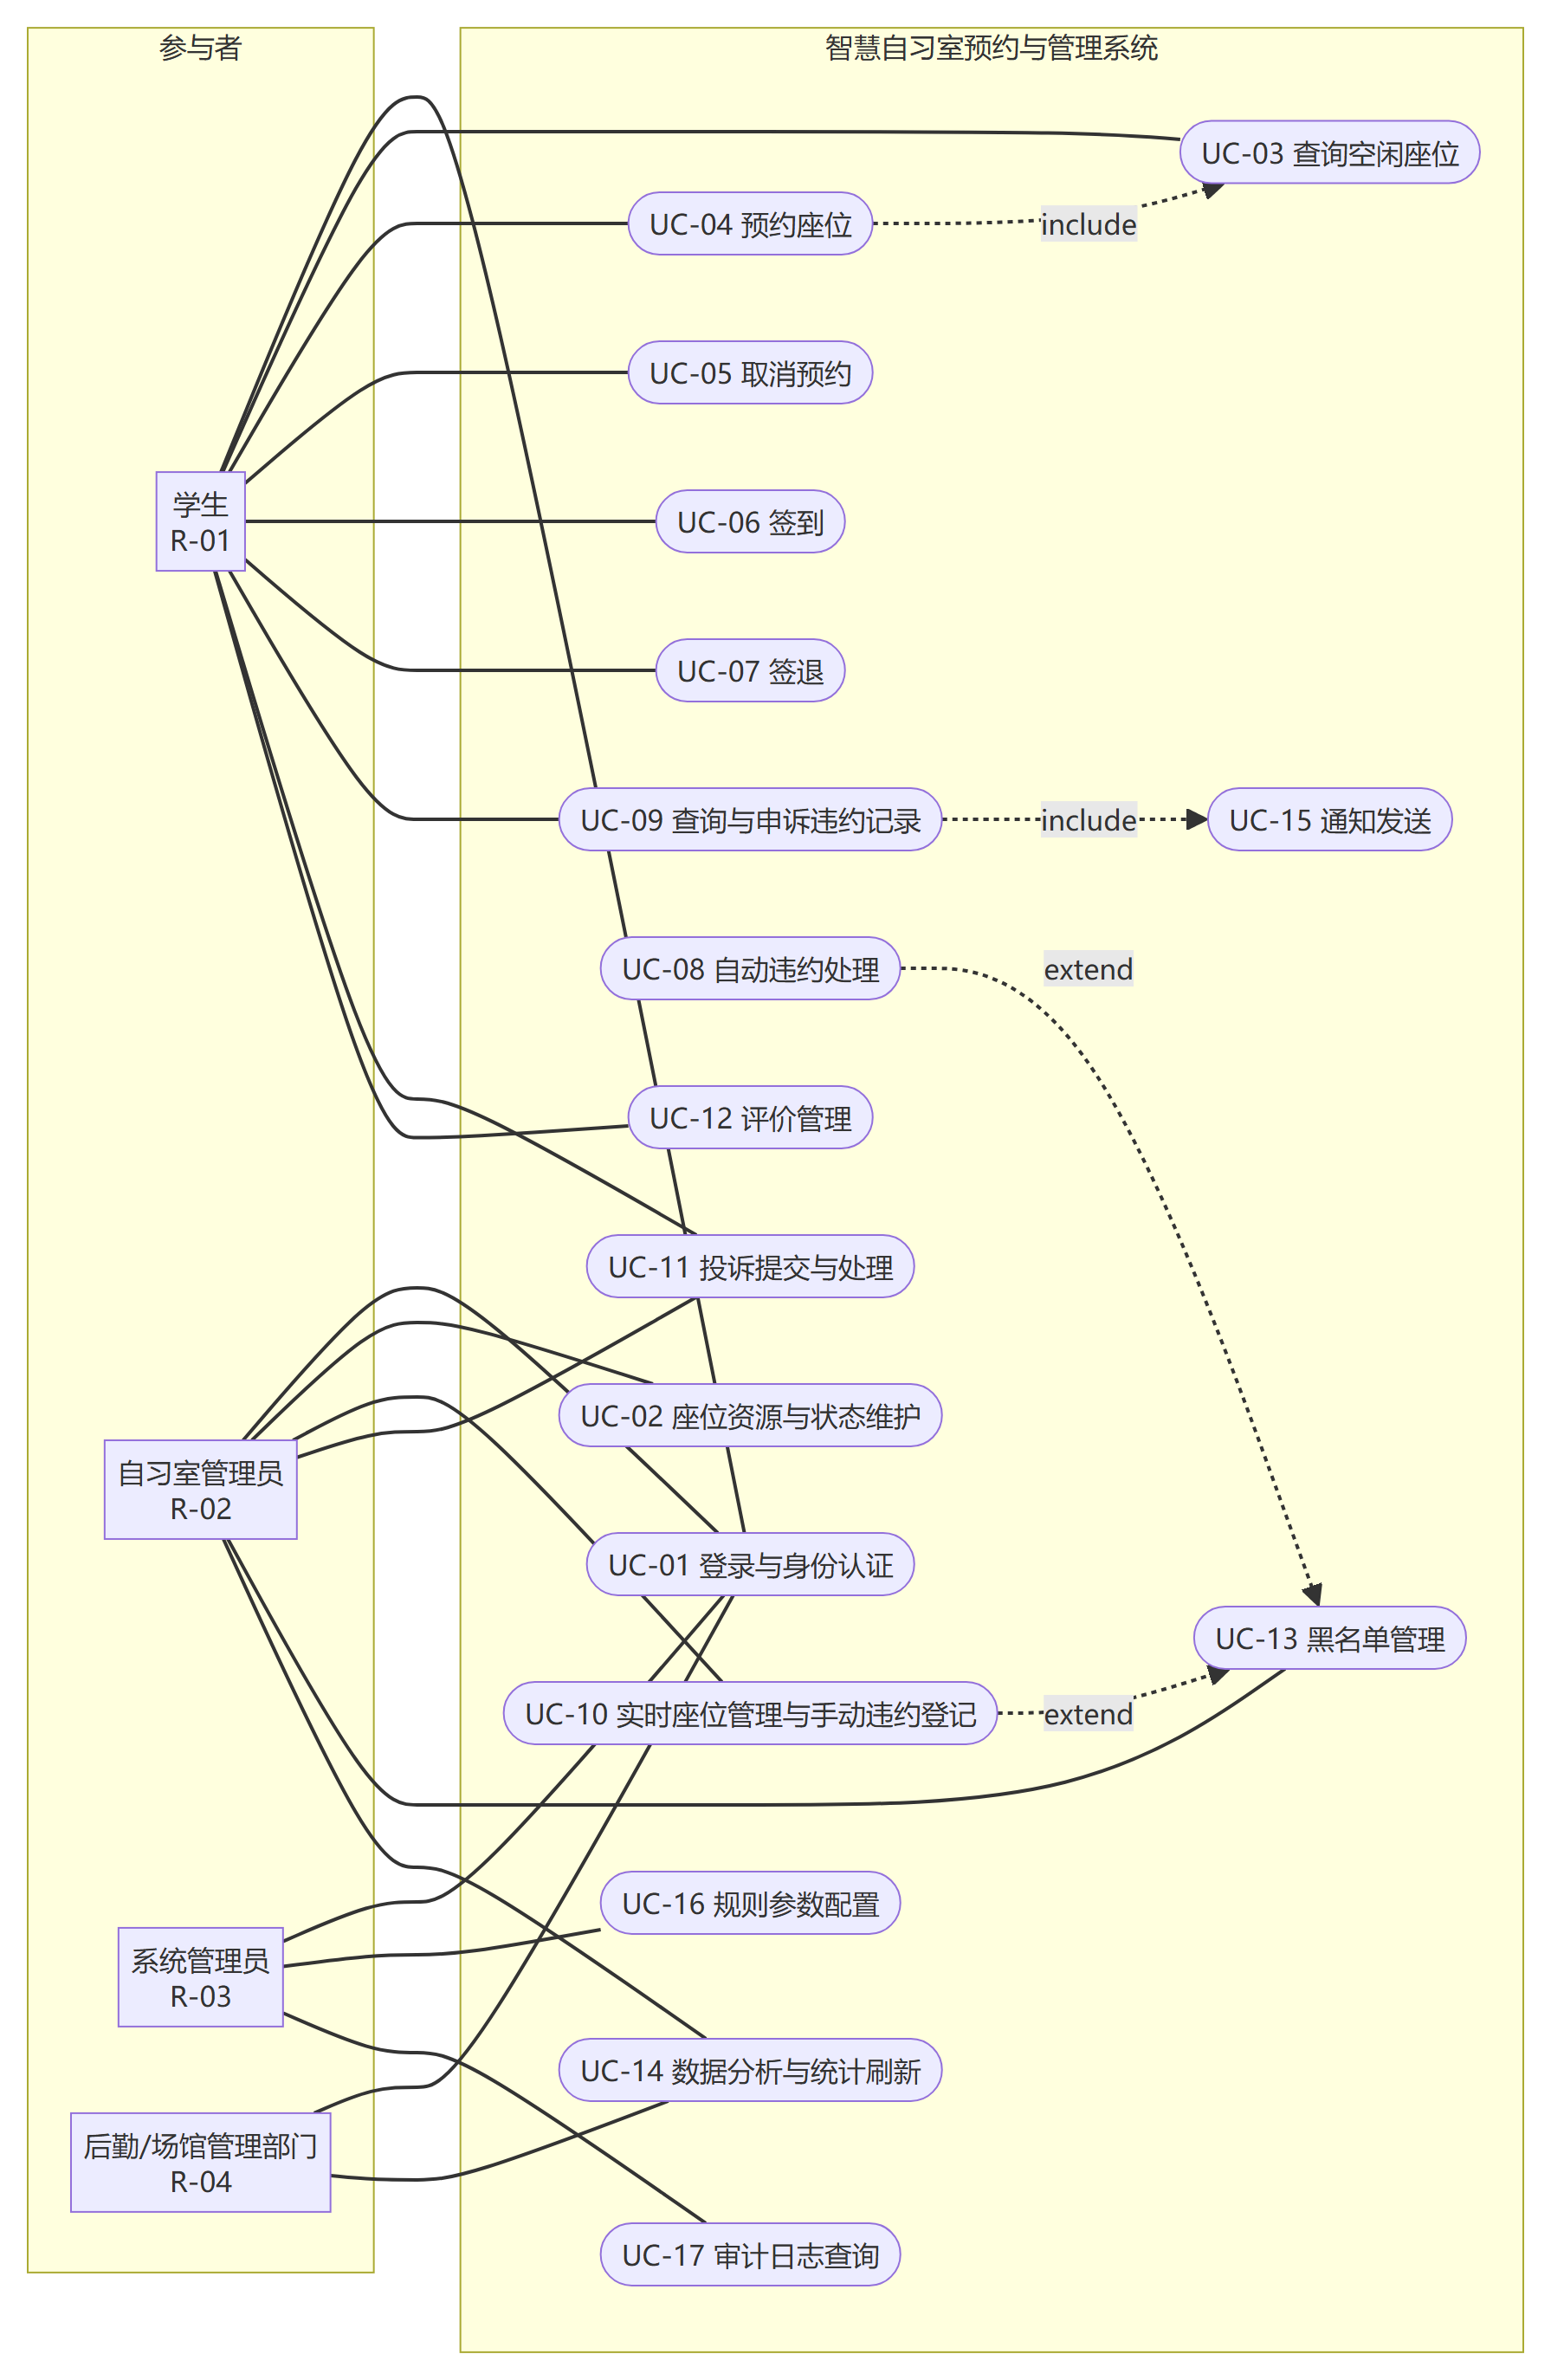 参与者
智慧自习室预约与管理系统
UC-03 查询空闲座位
UC-04 预约座位
include
UC-05 取消预约
学生
R-01
UC-06 签到
UC-07 签退
UC-09 查询与申诉违约记录
include
UC-15 通知发送
UC-08 自动违约处理
extend
UC-12 评价管理
UC-11 投诉提交与处理
UC-02 座位资源与状态维护
自习室管理员
R-02
UC-01 登录与身份认证
UC-13 黑名单管理
UC-10 实时座位管理与手动违约登记
extend
UC-16 规则参数配置
系统管理员
R-03
UC-14 数据分析与统计刷新
后勤/场馆管理部门
R-04
UC-17 审计日志查询